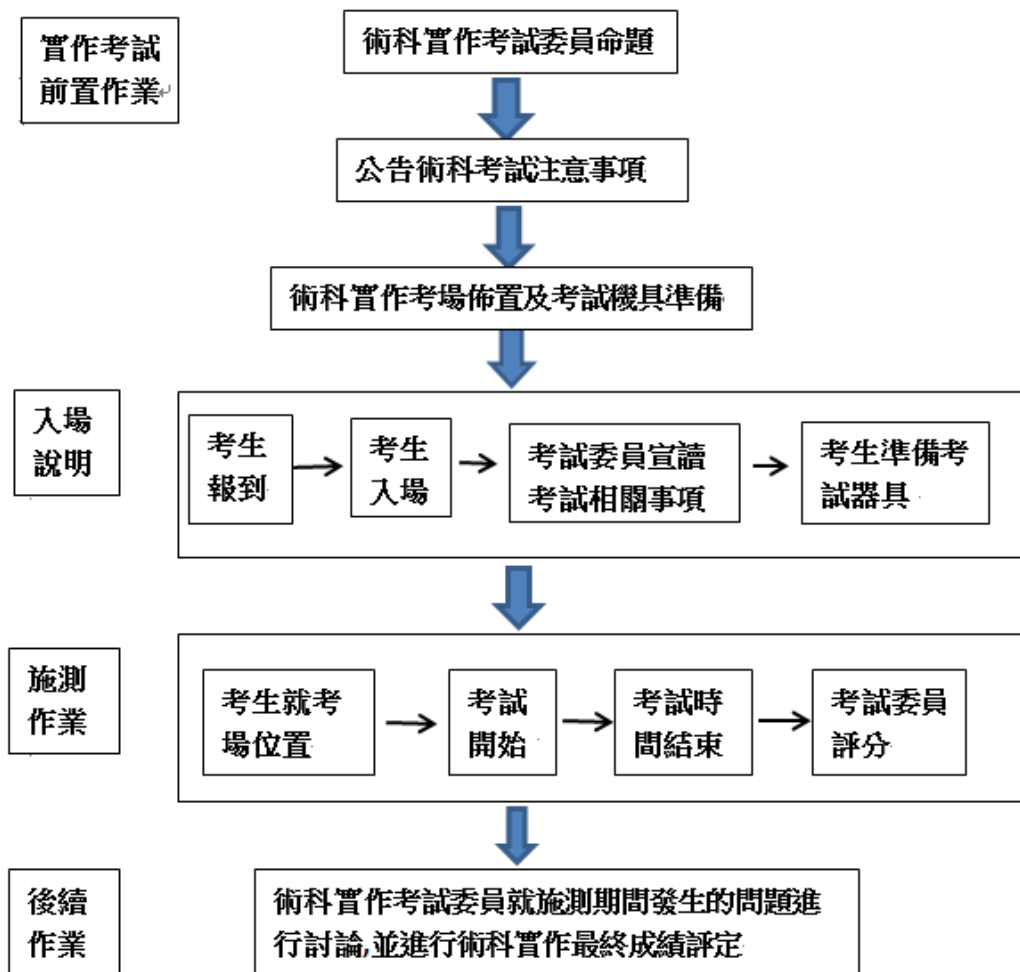 實作考試
前置作業
術科實作考試委員命題
公告術科考試注意事項
術科實作考場佈置及考試機具準備
入場
說明
考生
報到
考生
入場
考試委員宣讀
考試相關事項
考生準備考
試器具
施測
作業
考生就考
場位置
考試
開始
考試時
間結束
考試委員
評分
後續
作業
術科實作考試委員就施測期間發生的問題進
行討論,並進行術科實作最終成績評定